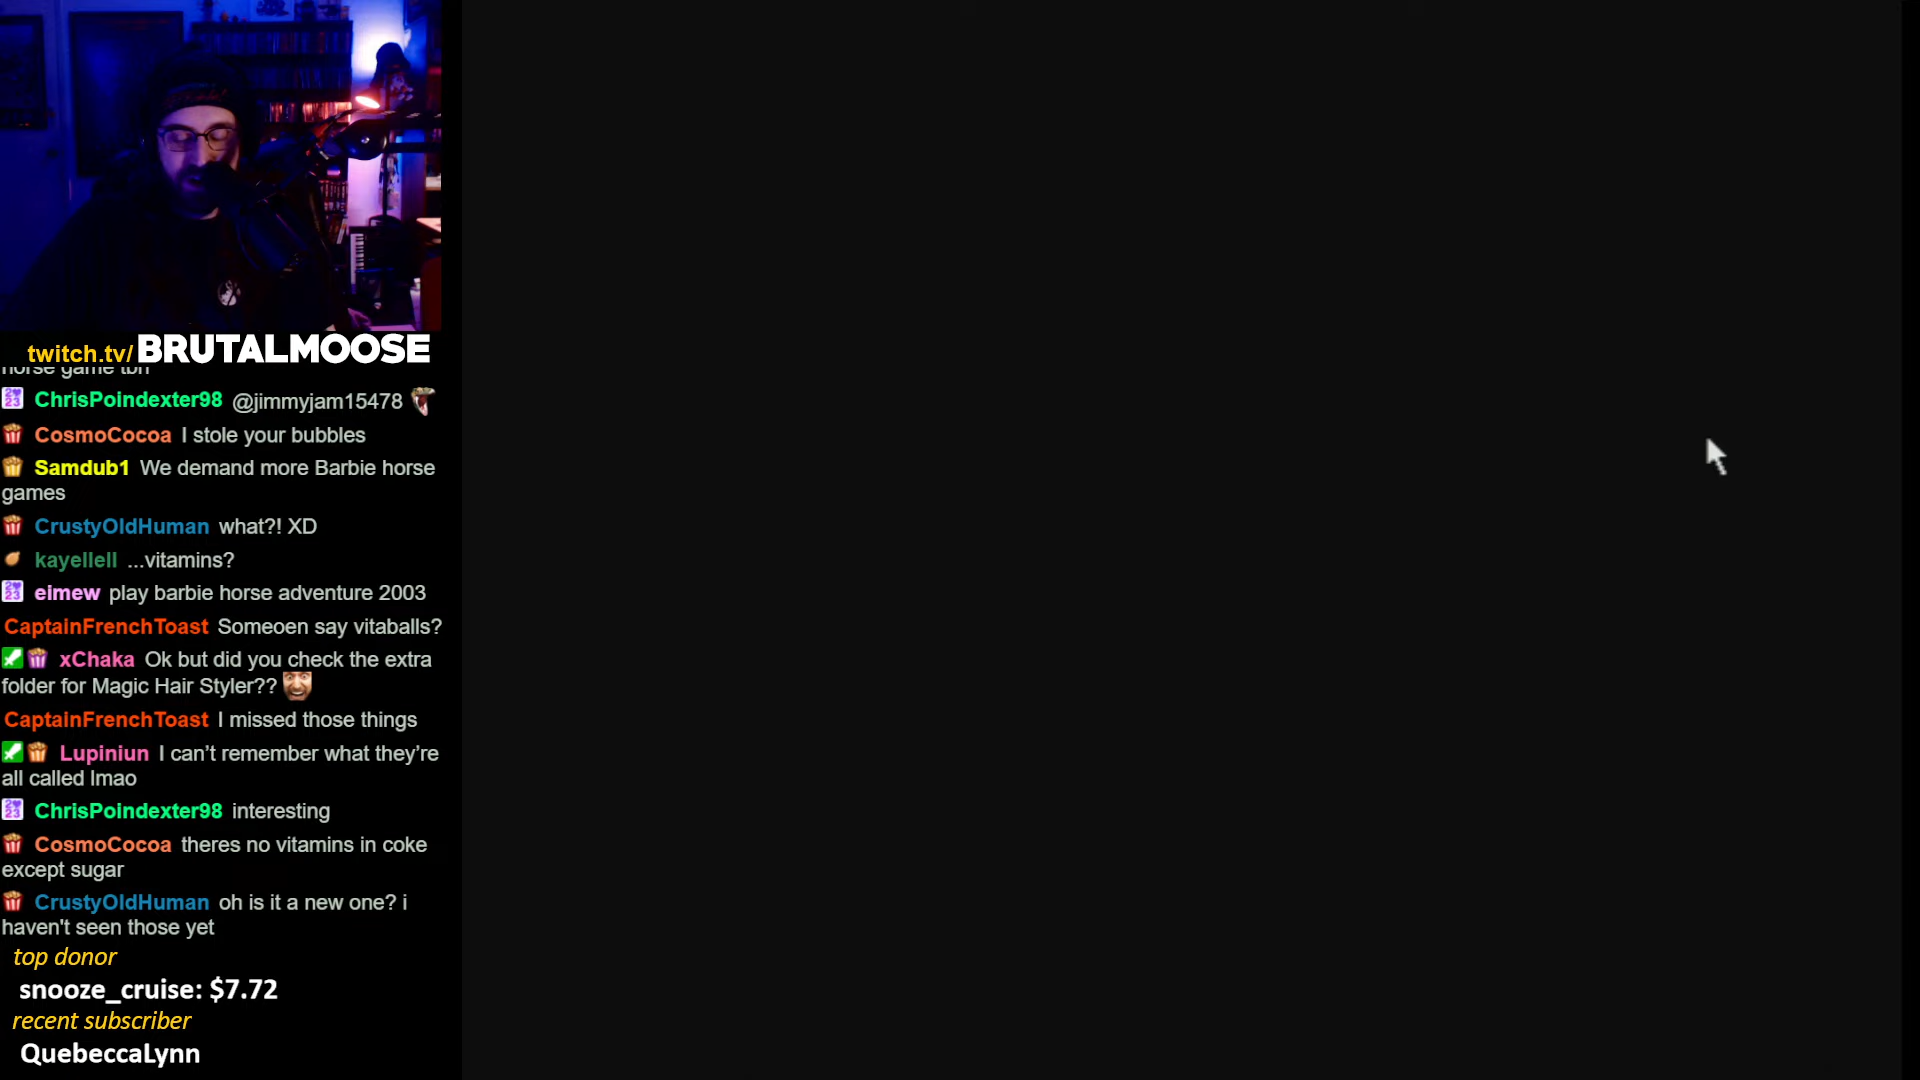 twitch.tv/BRUTALMOOSE
horse game tbh
ChrisPoindexter98 @jimmyjam15478
CosmoCocoa I stole your bubbles
Samdub1 We demand more Barbie horse
games
CrustyOldHuman what?! XD
kayellell ...vitamins?
eimew play barbie horse adventure 2003
CaptainFrenchToast Someoen say vitaballs?
xChaka Ok but did you check the extra
folder for Magic Hair Styler??
CaptainFrenchToast I missed those things
Lupiniun I can’t remember what they’re
all called lmao
ChrisPoindexter98 interesting
CosmoCocoa theres no vitamins in coke
except sugar
CrustyOldHuman oh is it a new one? i
haven't seen those yet
top donor
snooze_cruise: $7.72
recent subscriber
QuebeccaLynn